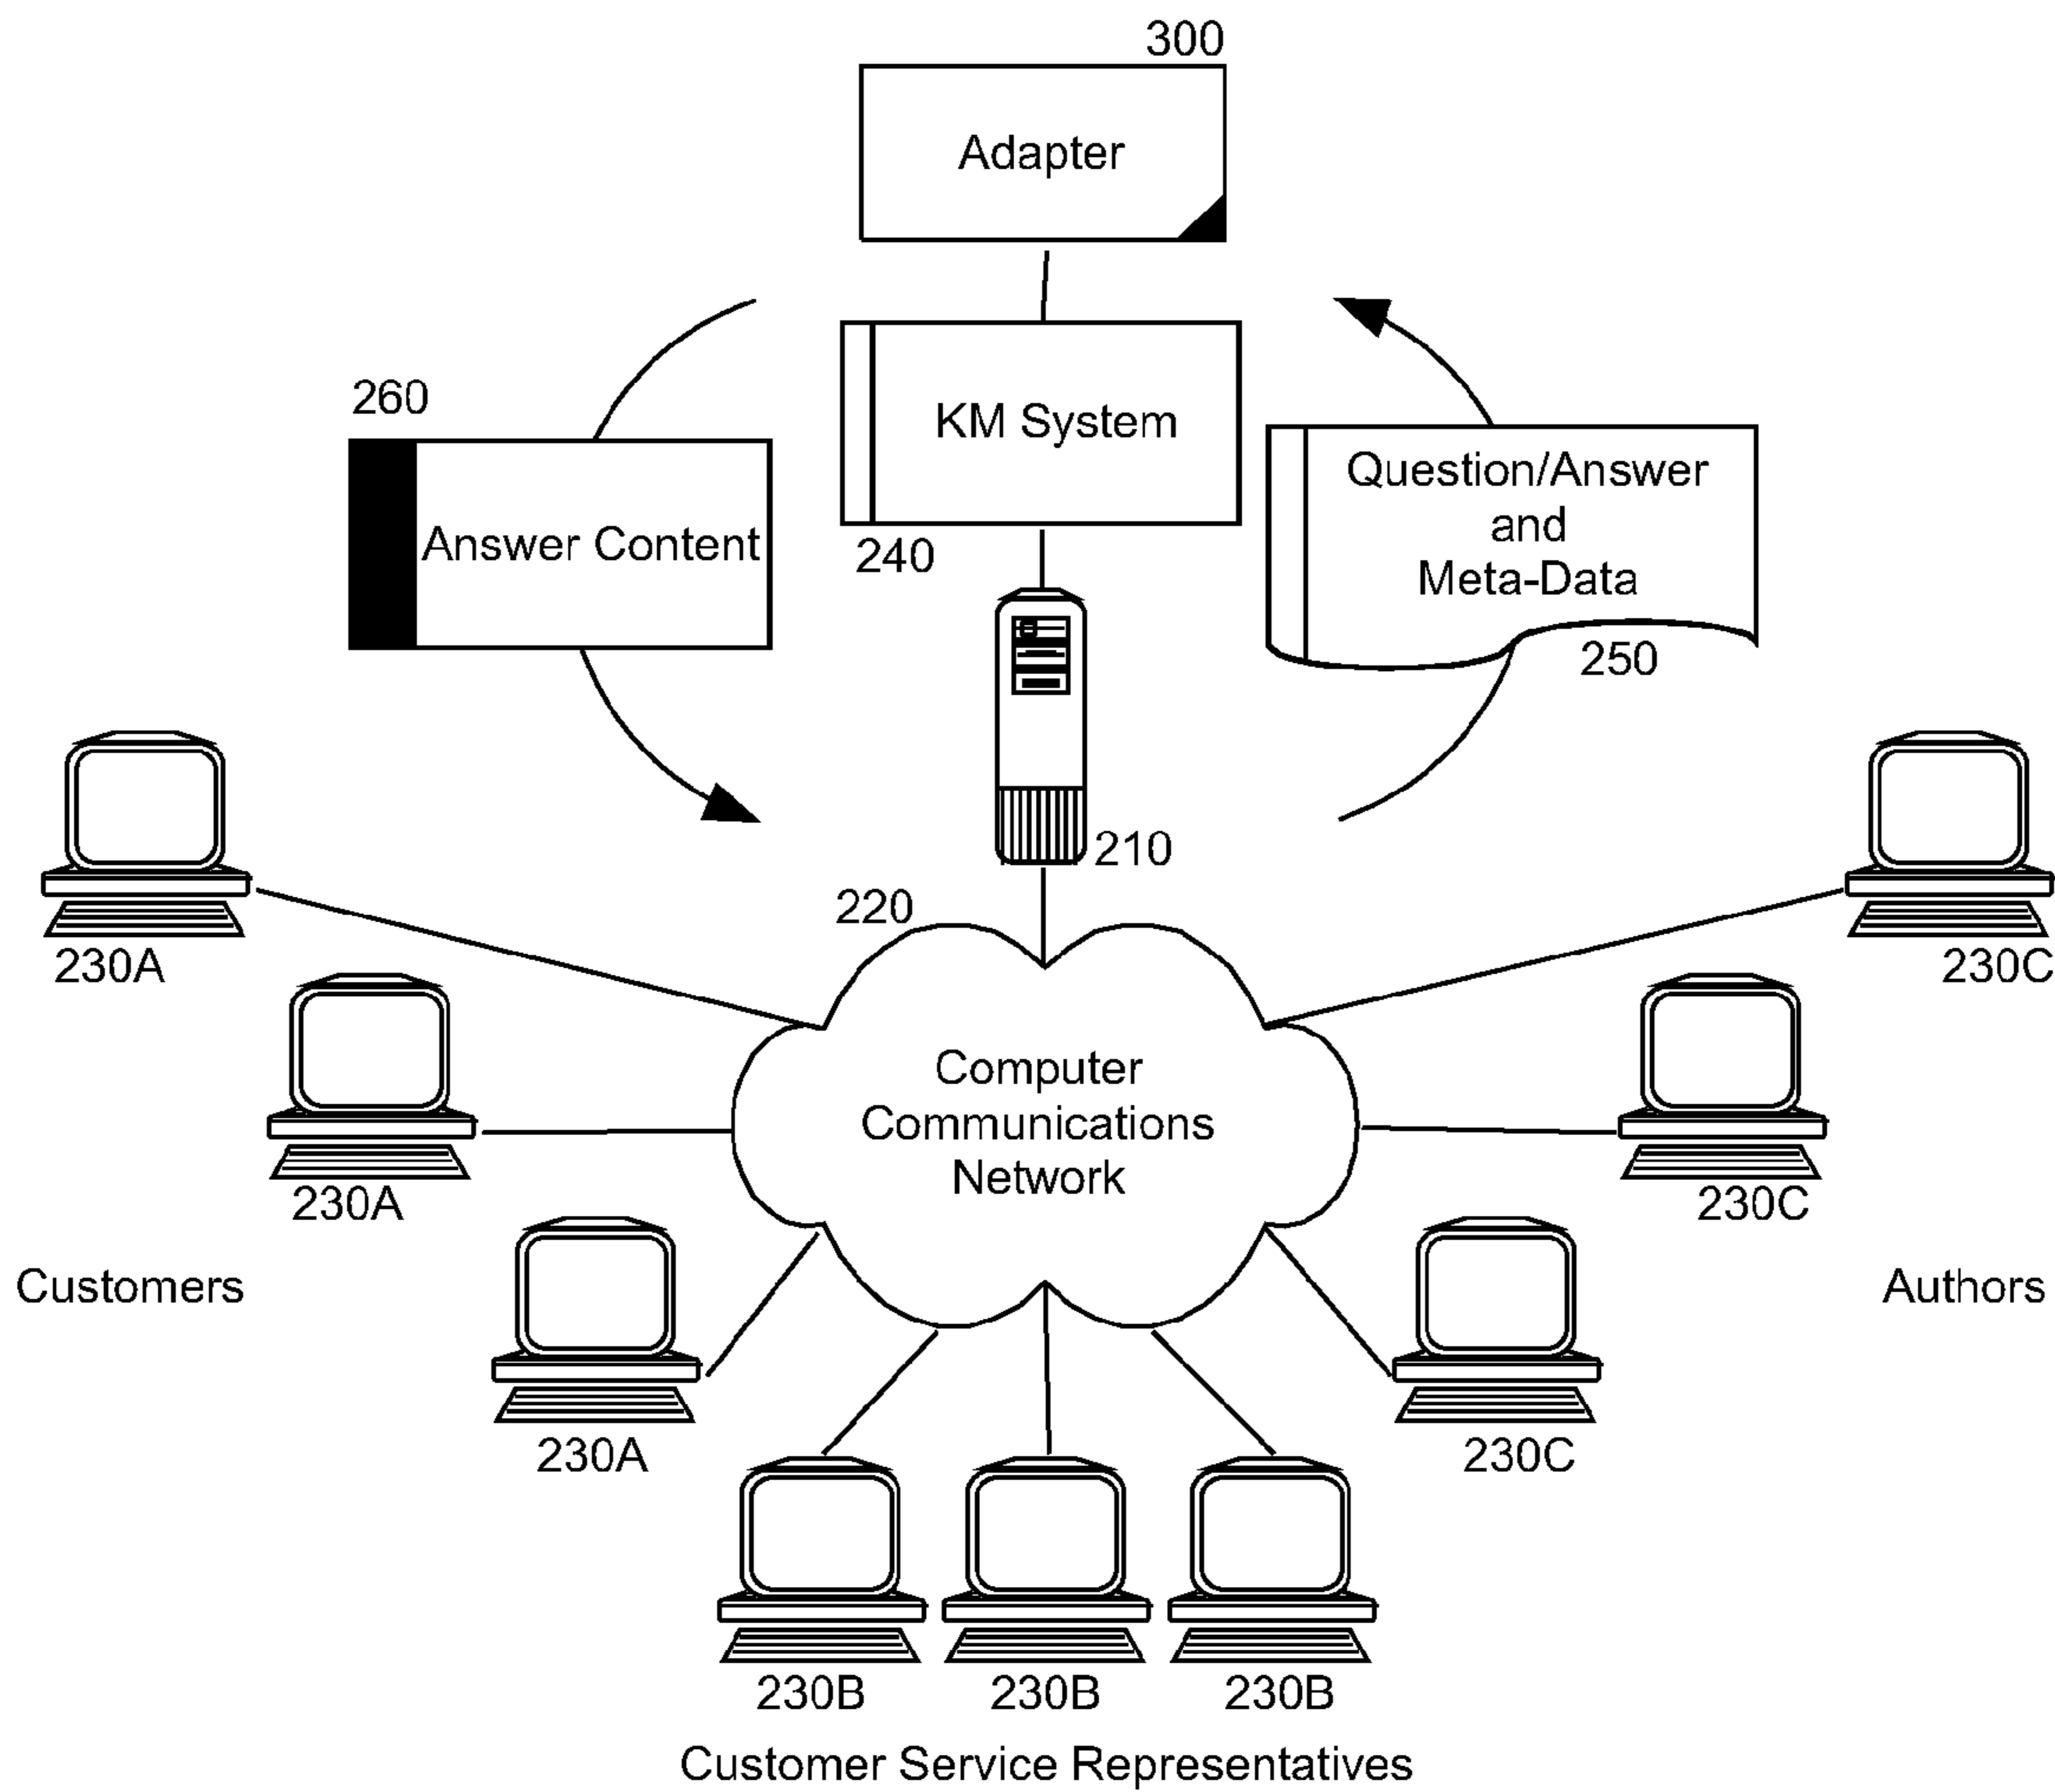 300
Adapter
260
KM System
Question/Answer
and
Meta-Data
Answer Content
240
250
210
220
230A
230C
Computer
Communications
Network
230A
230C
Customers
Authors
230A
230C
230B
230B
230B
Customer Service Representatives